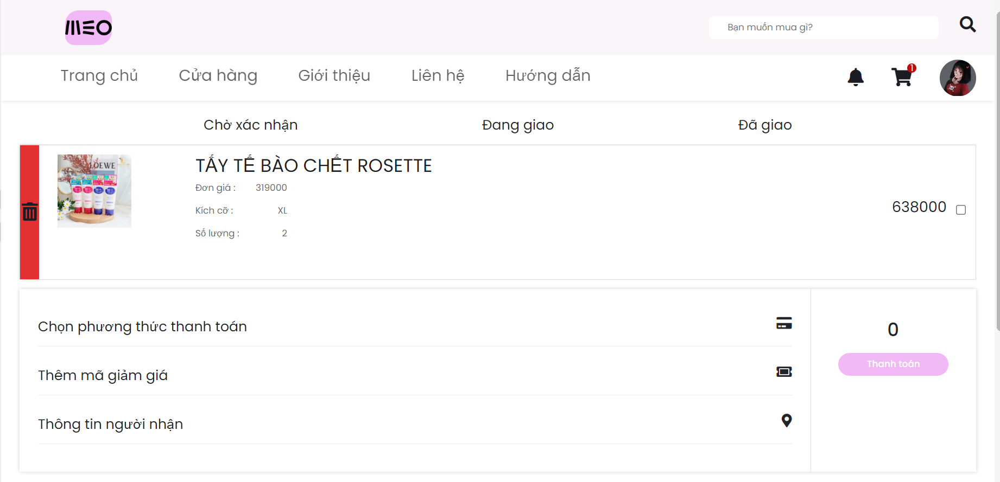 MEO
Bạn muốn mua gì?
Trang chủ
Cửa hàng
Giới thiệu
Liên hệ
Hướng dẫn
1
Chờ xác nhận
Đang giao
Đã giao
LOEWE
TẨY TẾ BÀO CHẾT ROSETTE
Đơn giá : 319000
Kích cỡ : XL
Số lượng : 2
638000
Chọn phương thức thanh toán
Thêm mã giảm giá
Thông tin người nhận
0
Thanh toán